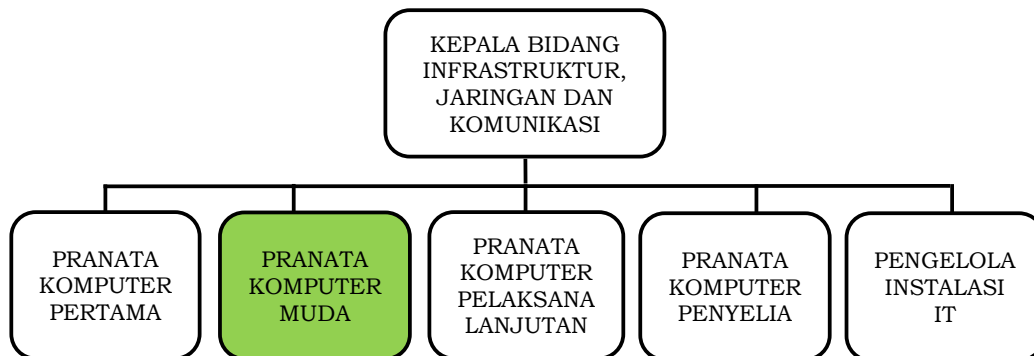 KEPALA BIDANG
INFRASTRUKTUR,
JARINGAN DAN
KOMUNIKASI
PRANATA
KOMPUTER
PERTAMA
PRANATA
KOMPUTER
MUDA
PRANATA
KOMPUTER
PELAKSANA
LANJUTAN
PRANATA
KOMPUTER
PENYELIA
PENGELOLA
INSTALASI
IT